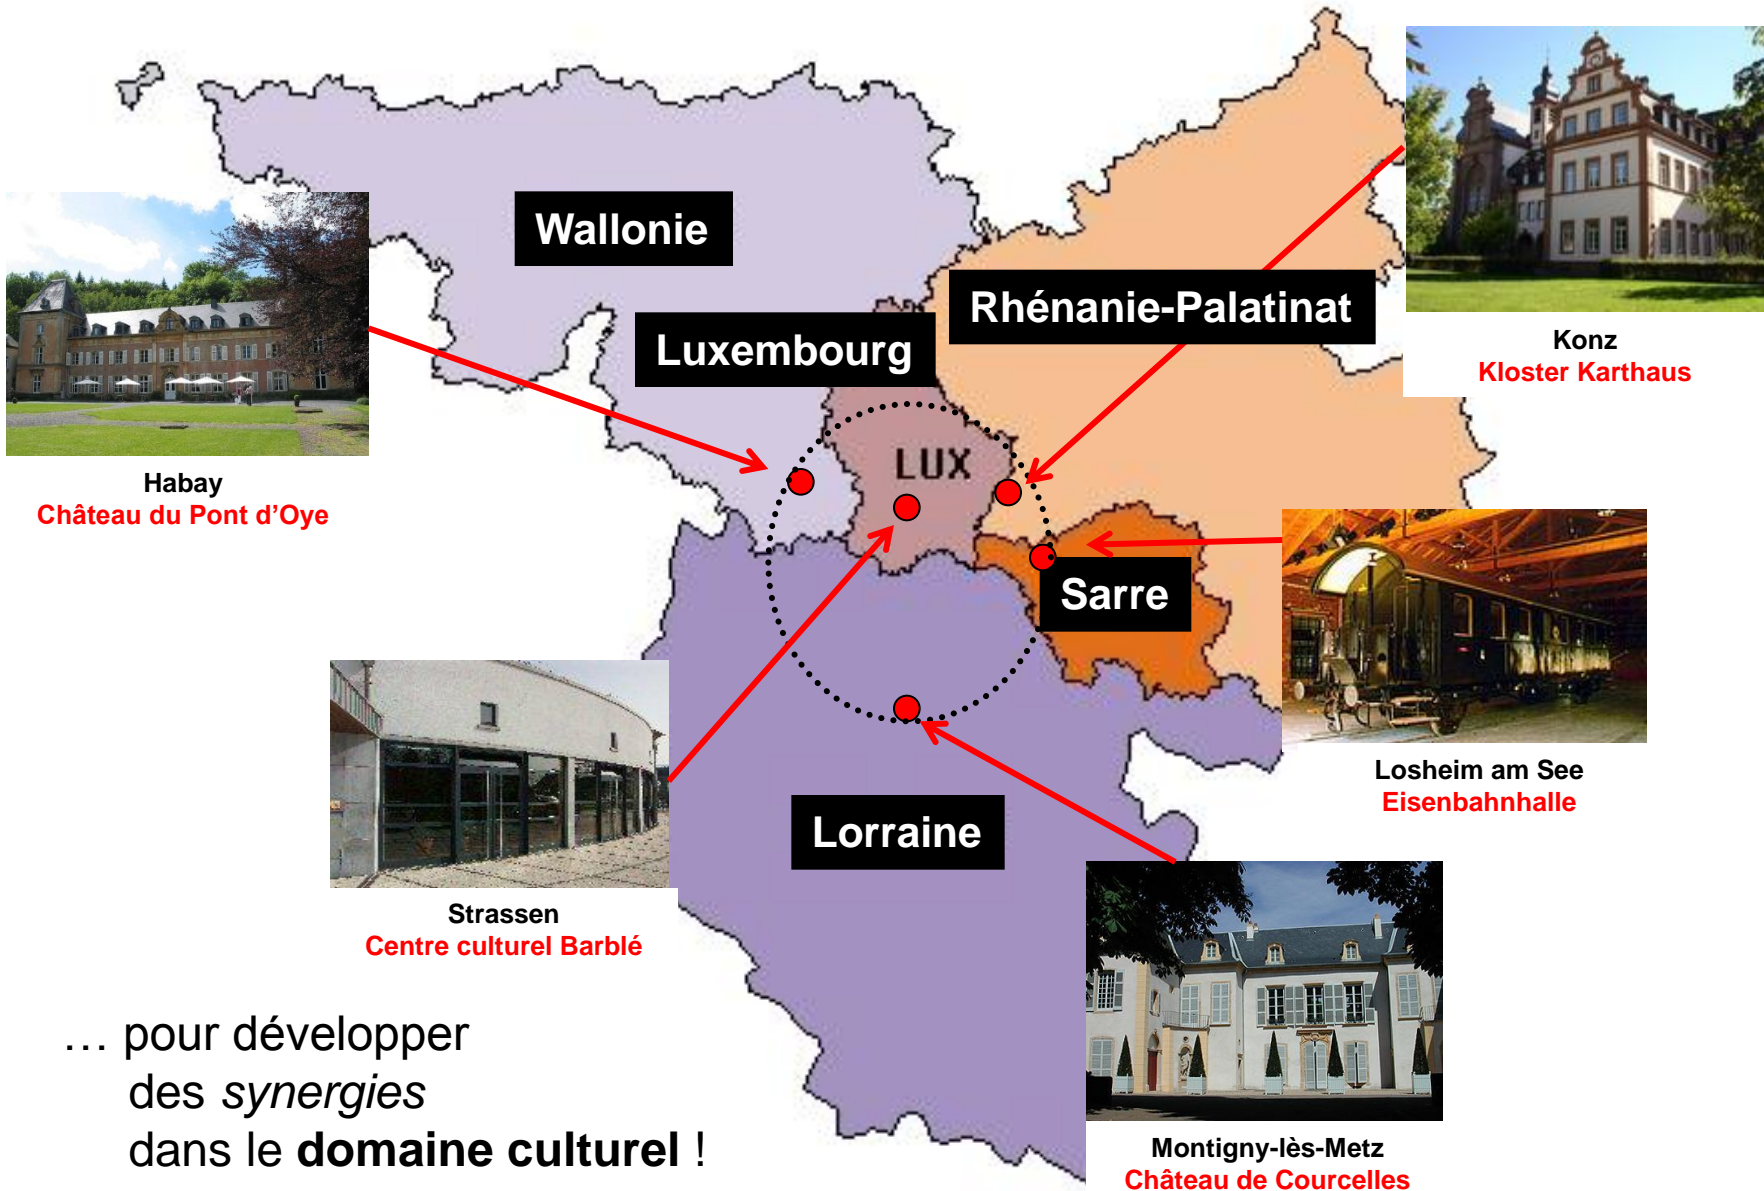 Wallonie
Rhénanie-Palatinat
Luxembourg
Konz
Kloster Karthaus
LUX
Habay
Château du Pont d’Oye
Sarre
Losheim am See
Eisenbahnhalle
Lorraine
Strassen
Centre culturel Barblé
… pour développer
des synergies
dans le domaine culturel !
Montigny-lès-Metz
Château de Courcelles